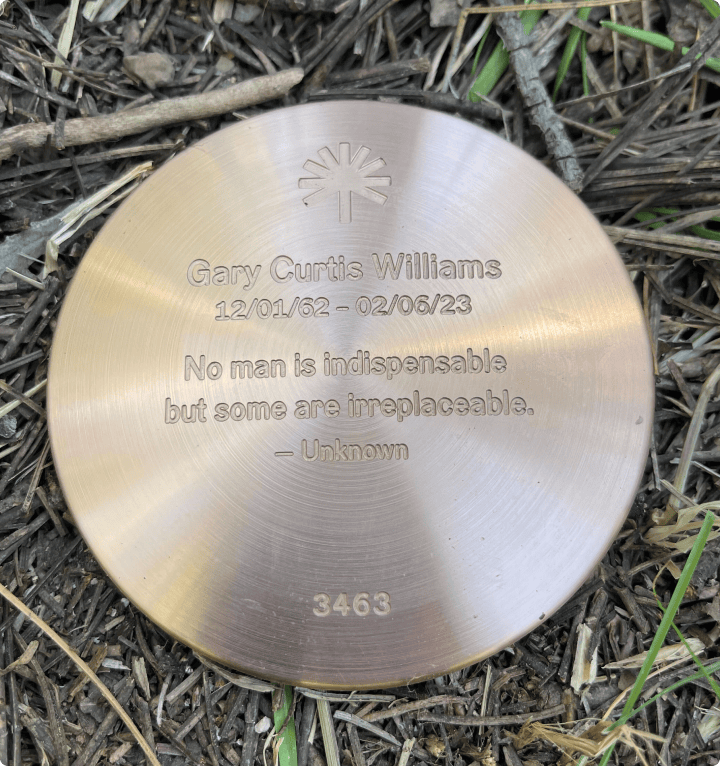 Gary Curtis Williams
12/01/62 – 02/06/23
No man is indispensable
but some are irreplaceable.
– Unknown
3463